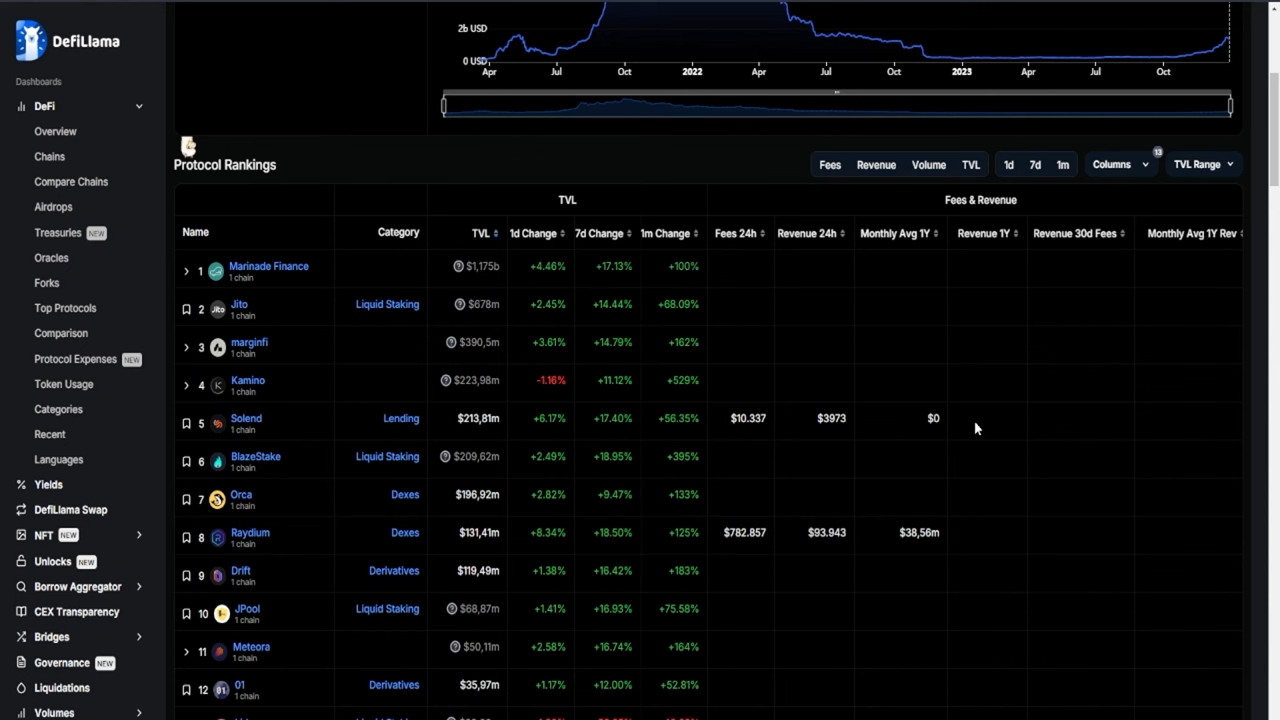 DefiLlama
Dashboards
DeFi
Overview
Chains
Compare Chains
Airdrops
Treasuries NEW
Oracles
Forks
Top Protocols
Comparison
Protocol Expenses NEW
Token Usage
Categories
Recent
Languages
Yields
DefiLlama Swap
NFT NEW
Unlocks NEW
Borrow Aggregator
CEX Transparency
Bridges
Governance NEW
Liquidations
Volumes
2b USD
0 USD
Apr Jul Oct 2022 Apr Jul Oct 2023 Apr Jul Oct
Protocol Rankings
Fees Revenue Volume TVL 1d 7d 1m Columns 13 TVL Range
TVL Fees & Revenue
Name Category TVL 1d Change 7d Change 1m Change Fees 24h Revenue 24h Monthly Avg 1Y Revenue 1Y Revenue 30d Fees Monthly Avg 1Y Rev
1 Marinade Finance $1,175b +4.46% +17.13% +100%
1 chain
2 Jito Liquid Staking $678m +2.45% +14.44% +68.09%
1 chain
3 marginfi $390,5m +3.61% +14.79% +162%
1 chain
4 Kamino $223,98m -1.16% +11.12% +529%
1 chain
5 Solend Lending $213,81m +6.17% +17.40% +56.35% $10.337 $3973 $0
1 chain
6 BlazeStake Liquid Staking $209,62m +2.49% +18.95% +395%
1 chain
7 Orca Dexes $196,92m +2.82% +9.47% +133%
1 chain
8 Raydium Dexes $131,41m +8.34% +18.50% +125% $782.857 $93.943 $38,56m
1 chain
9 Drift Derivatives $119,49m +1.38% +16.42% +183%
1 chain
10 JPool Liquid Staking $68,87m +1.41% +16.93% +75.58%
1 chain
11 Meteora $50,11m +2.58% +16.74% +164%
1 chain
12 01 Derivatives $35,97m +1.17% +12.00% +52.81%
1 chain